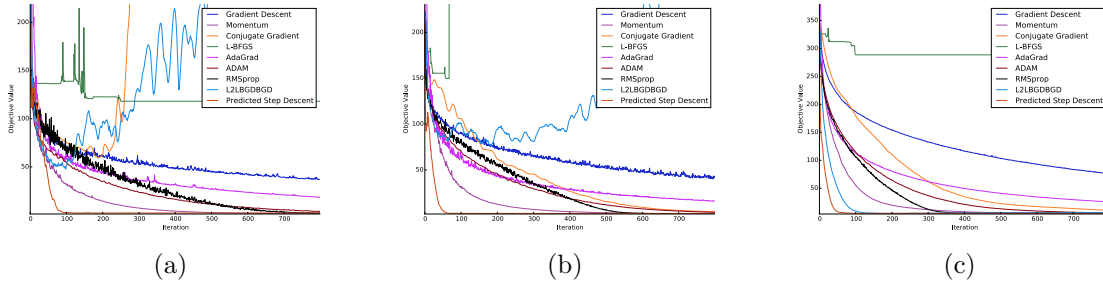 Objective Value
200
150
100
50
0
100
200
300
400
500
600
700
Iteration
Gradient Descent
Momentum
Conjugate Gradient
L-BFGS
AdaGrad
ADAM
RMSprop
L2LBGDBGD
Predicted Step Descent
(a)
Objective Value
200
150
100
50
0
100
200
300
400
500
600
700
Iteration
Gradient Descent
Momentum
Conjugate Gradient
L-BFGS
AdaGrad
ADAM
RMSprop
L2LBGDBGD
Predicted Step Descent
(b)
Objective Value
350
300
250
200
150
100
50
0
100
200
300
400
500
600
700
Iteration
Gradient Descent
Momentum
Conjugate Gradient
L-BFGS
AdaGrad
ADAM
RMSprop
L2LBGDBGD
Predicted Step Descent
(c)